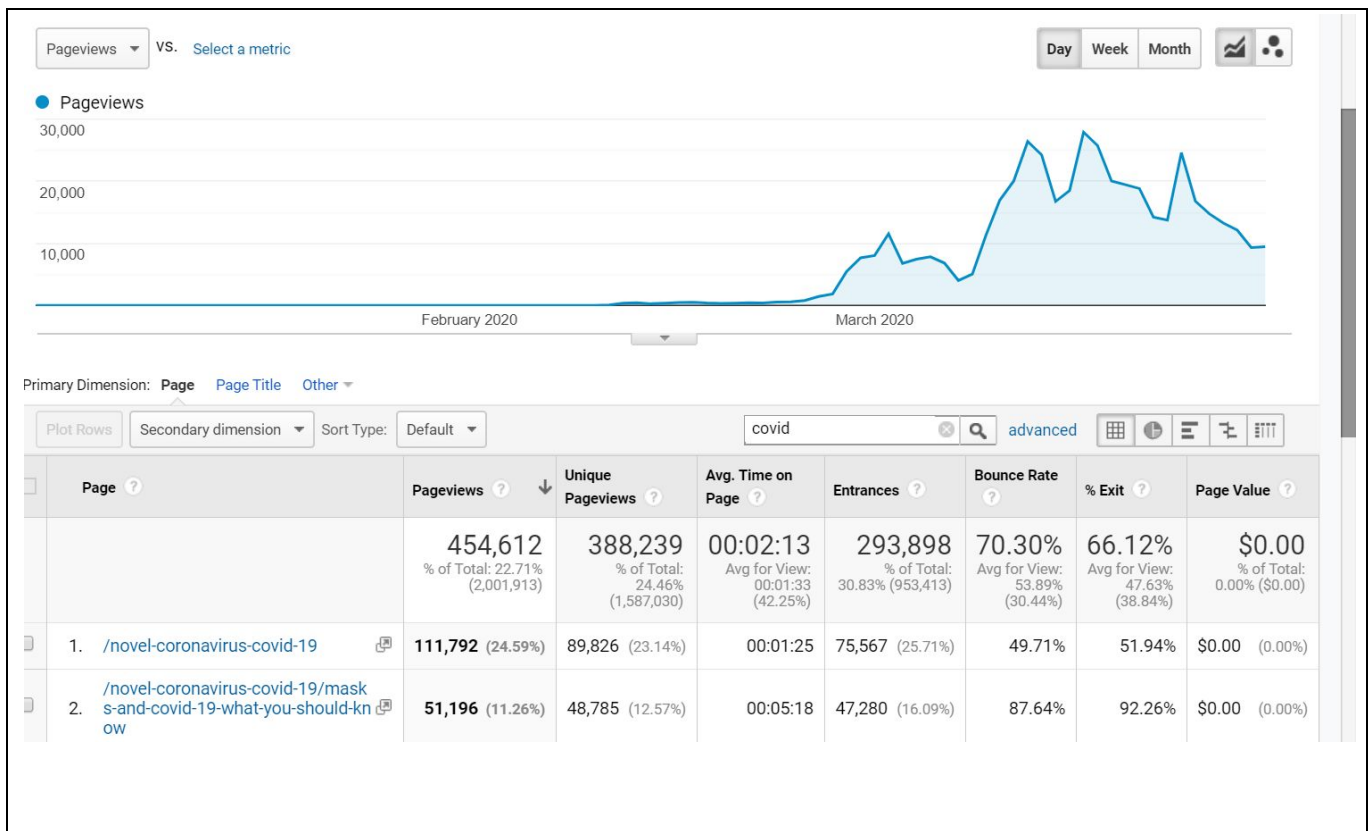 Pageviews VS. Select a metric Day Week Month
Pageviews
30,000
20,000
10,000
February 2020 March 2020
Primary Dimension: Page Page Title Other
Plot Rows Secondary dimension Sort Type: Default covid advanced
Page ? Pageviews ? Unique Pageviews ? Avg. Time on Page ? Entrances ? Bounce Rate ? % Exit ? Page Value ?
454,612 388,239 00:02:13 293,898 70.30% 66.12% $0.00
% of Total: 22.71% (2,001,913) % of Total: 24.46% (1,587,030) Avg for View: 00:01:33 (42.25%) % of Total: 30.83% (953,413) Avg for View: 53.89% (30.44%) Avg for View: 47.63% (38.84%) % of Total: 0.00% ($0.00)
1. /novel-coronavirus-covid-19 111,792 (24.59%) 89,826 (23.14%) 00:01:25 75,567 (25.71%) 49.71% 51.94% $0.00 (0.00%)
/novel-coronavirus-covid-19/mask
2. s-and-covid-19-what-you-should-kn 51,196 (11.26%) 48,785 (12.57%) 00:05:18 47,280 (16.09%) 87.64% 92.26% $0.00 (0.00%)
ow